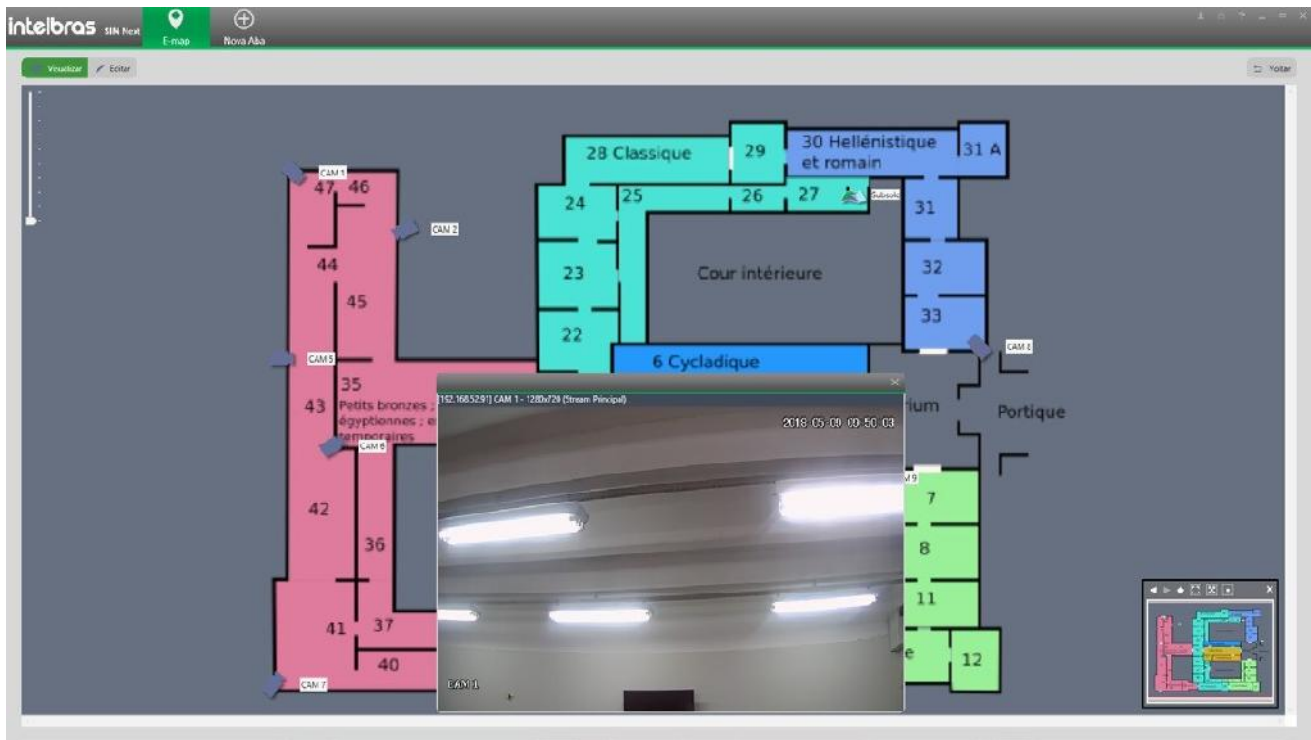 intelbras SIM Next
E-map
Nova Aba
Visualizar
Editar
Voltar
28 Classique
29
30 Hellénistique
et romain
31 A
CAM 1
47
46
24
25
26
27
Subsolo
31
CAM 2
44
23
Cour intérieure
32
45
22
33
CAM 5
6 Cycladique
CAM 8
35
43
Petits bronzes ;
égyptionnes ; e
temporaires
rium
Portique
[192.168.52.91] CAM 1 - 1280x720 (Stream Principal)
2018-05-09 09:50:03
CAM 6
M 9
7
42
36
8
11
41
37
40
e
12
CAM 7
CAM 1